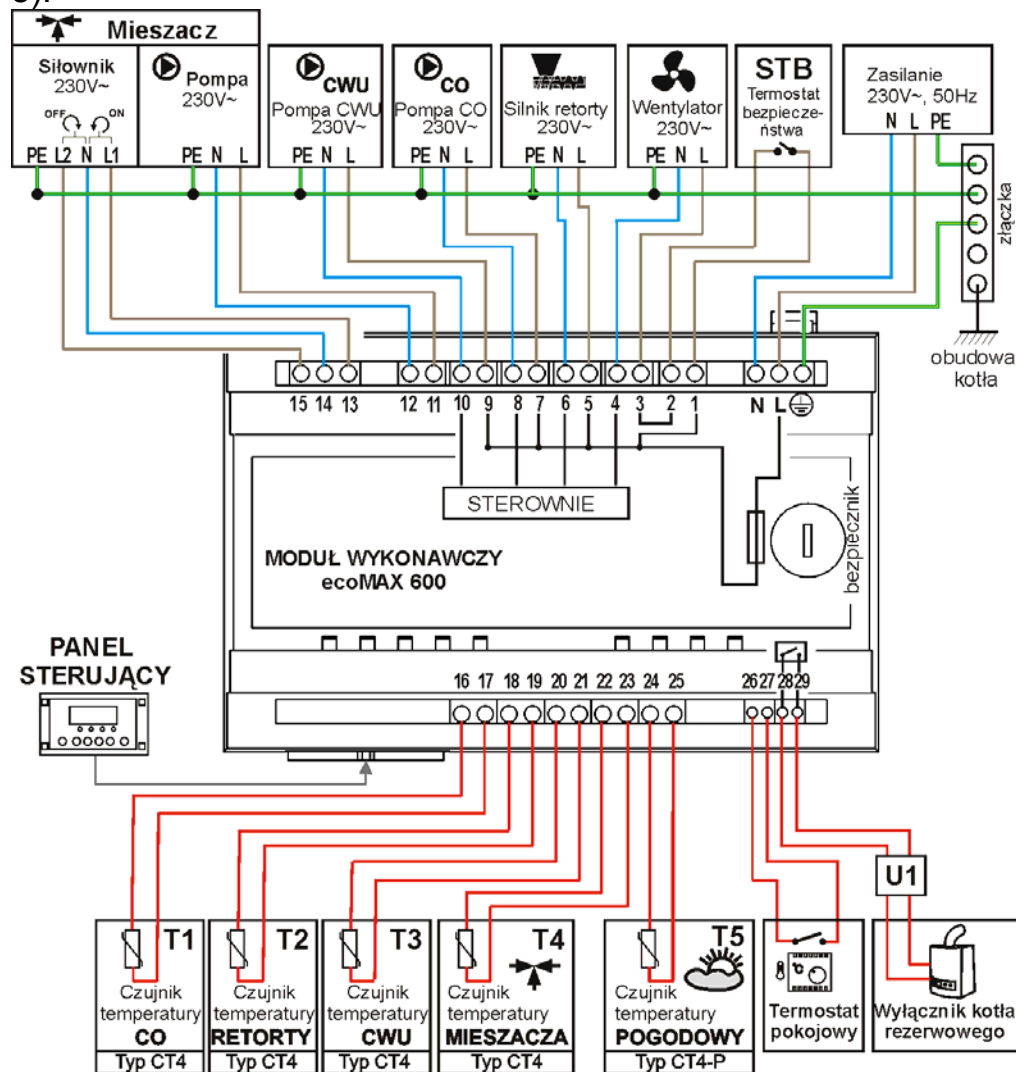 Mieszacz
Siłownik
230V~
OFF ON
PE L2 N L1
Pompa
230V~
PE N L
CWU
Pompa CWU
230V~
PE N L
CO
Pompa CO
230V~
PE N L
Silnik retorty
230V~
PE N L
Wentylator
230V~
PE N L
STB
Termostat
bezpiecze-
ństwa
Zasilanie
230V~, 50Hz
N L PE
złączka
obudowa
kotła
15 14 13 12 11 10 9 8 7 6 5 4 3 2 1 N L
STEROWNIE
bezpiecznik
MODUŁ WYKONAWCZY
ecoMAX 600
PANEL
STERUJĄCY
16 17 18 19 20 21 22 23 24 25 26 27 28 29
U1
T1
Czujnik
temperatury
CO
Typ CT4
T2
Czujnik
temperatury
RETORTY
Typ CT4
T3
Czujnik
temperatury
CWU
Typ CT4
T4
Czujnik
temperatury
MIESZACZA
Typ CT4
T5
Czujnik
temperatury
POGODOWY
Typ CT4-P
Termostat
pokojowy
Wyłącznik kotła
rezerwowego